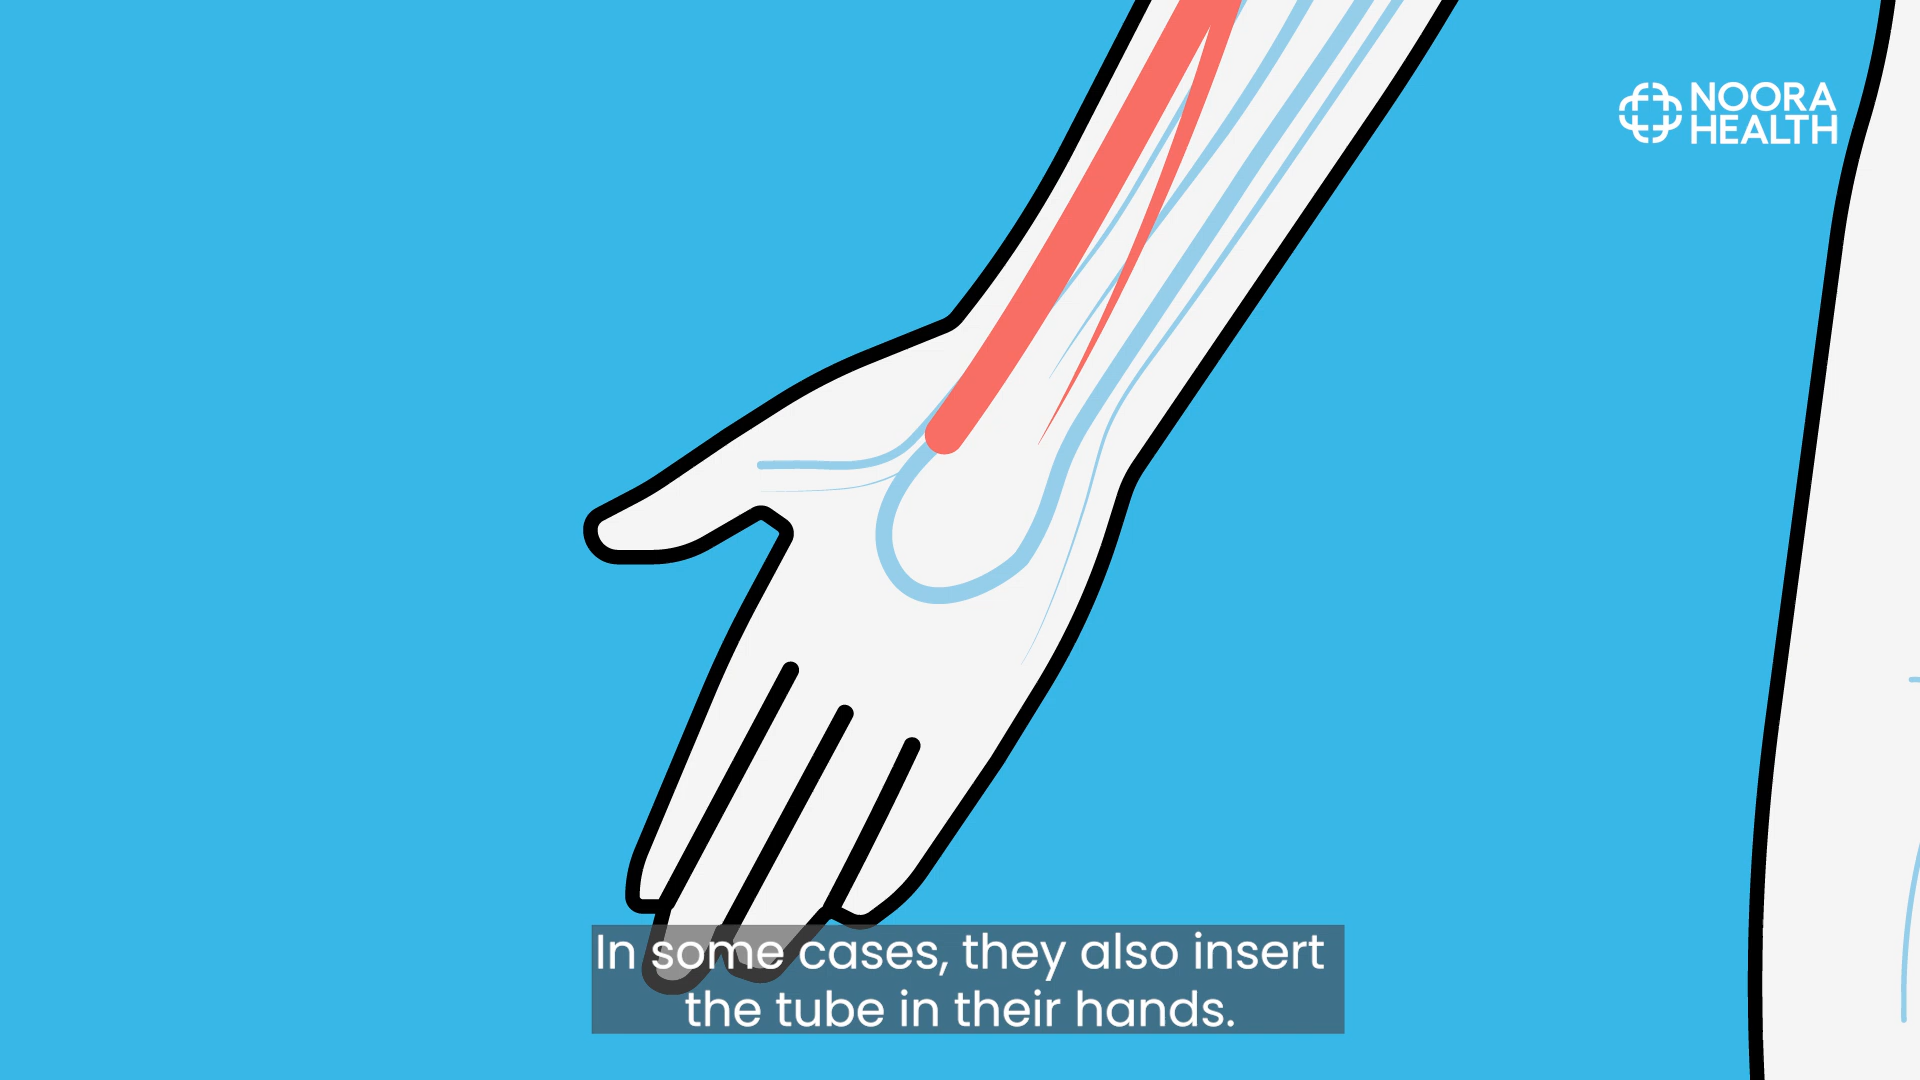 NOORA
HEALTH
In some cases, they also insert
the tube in their hands.